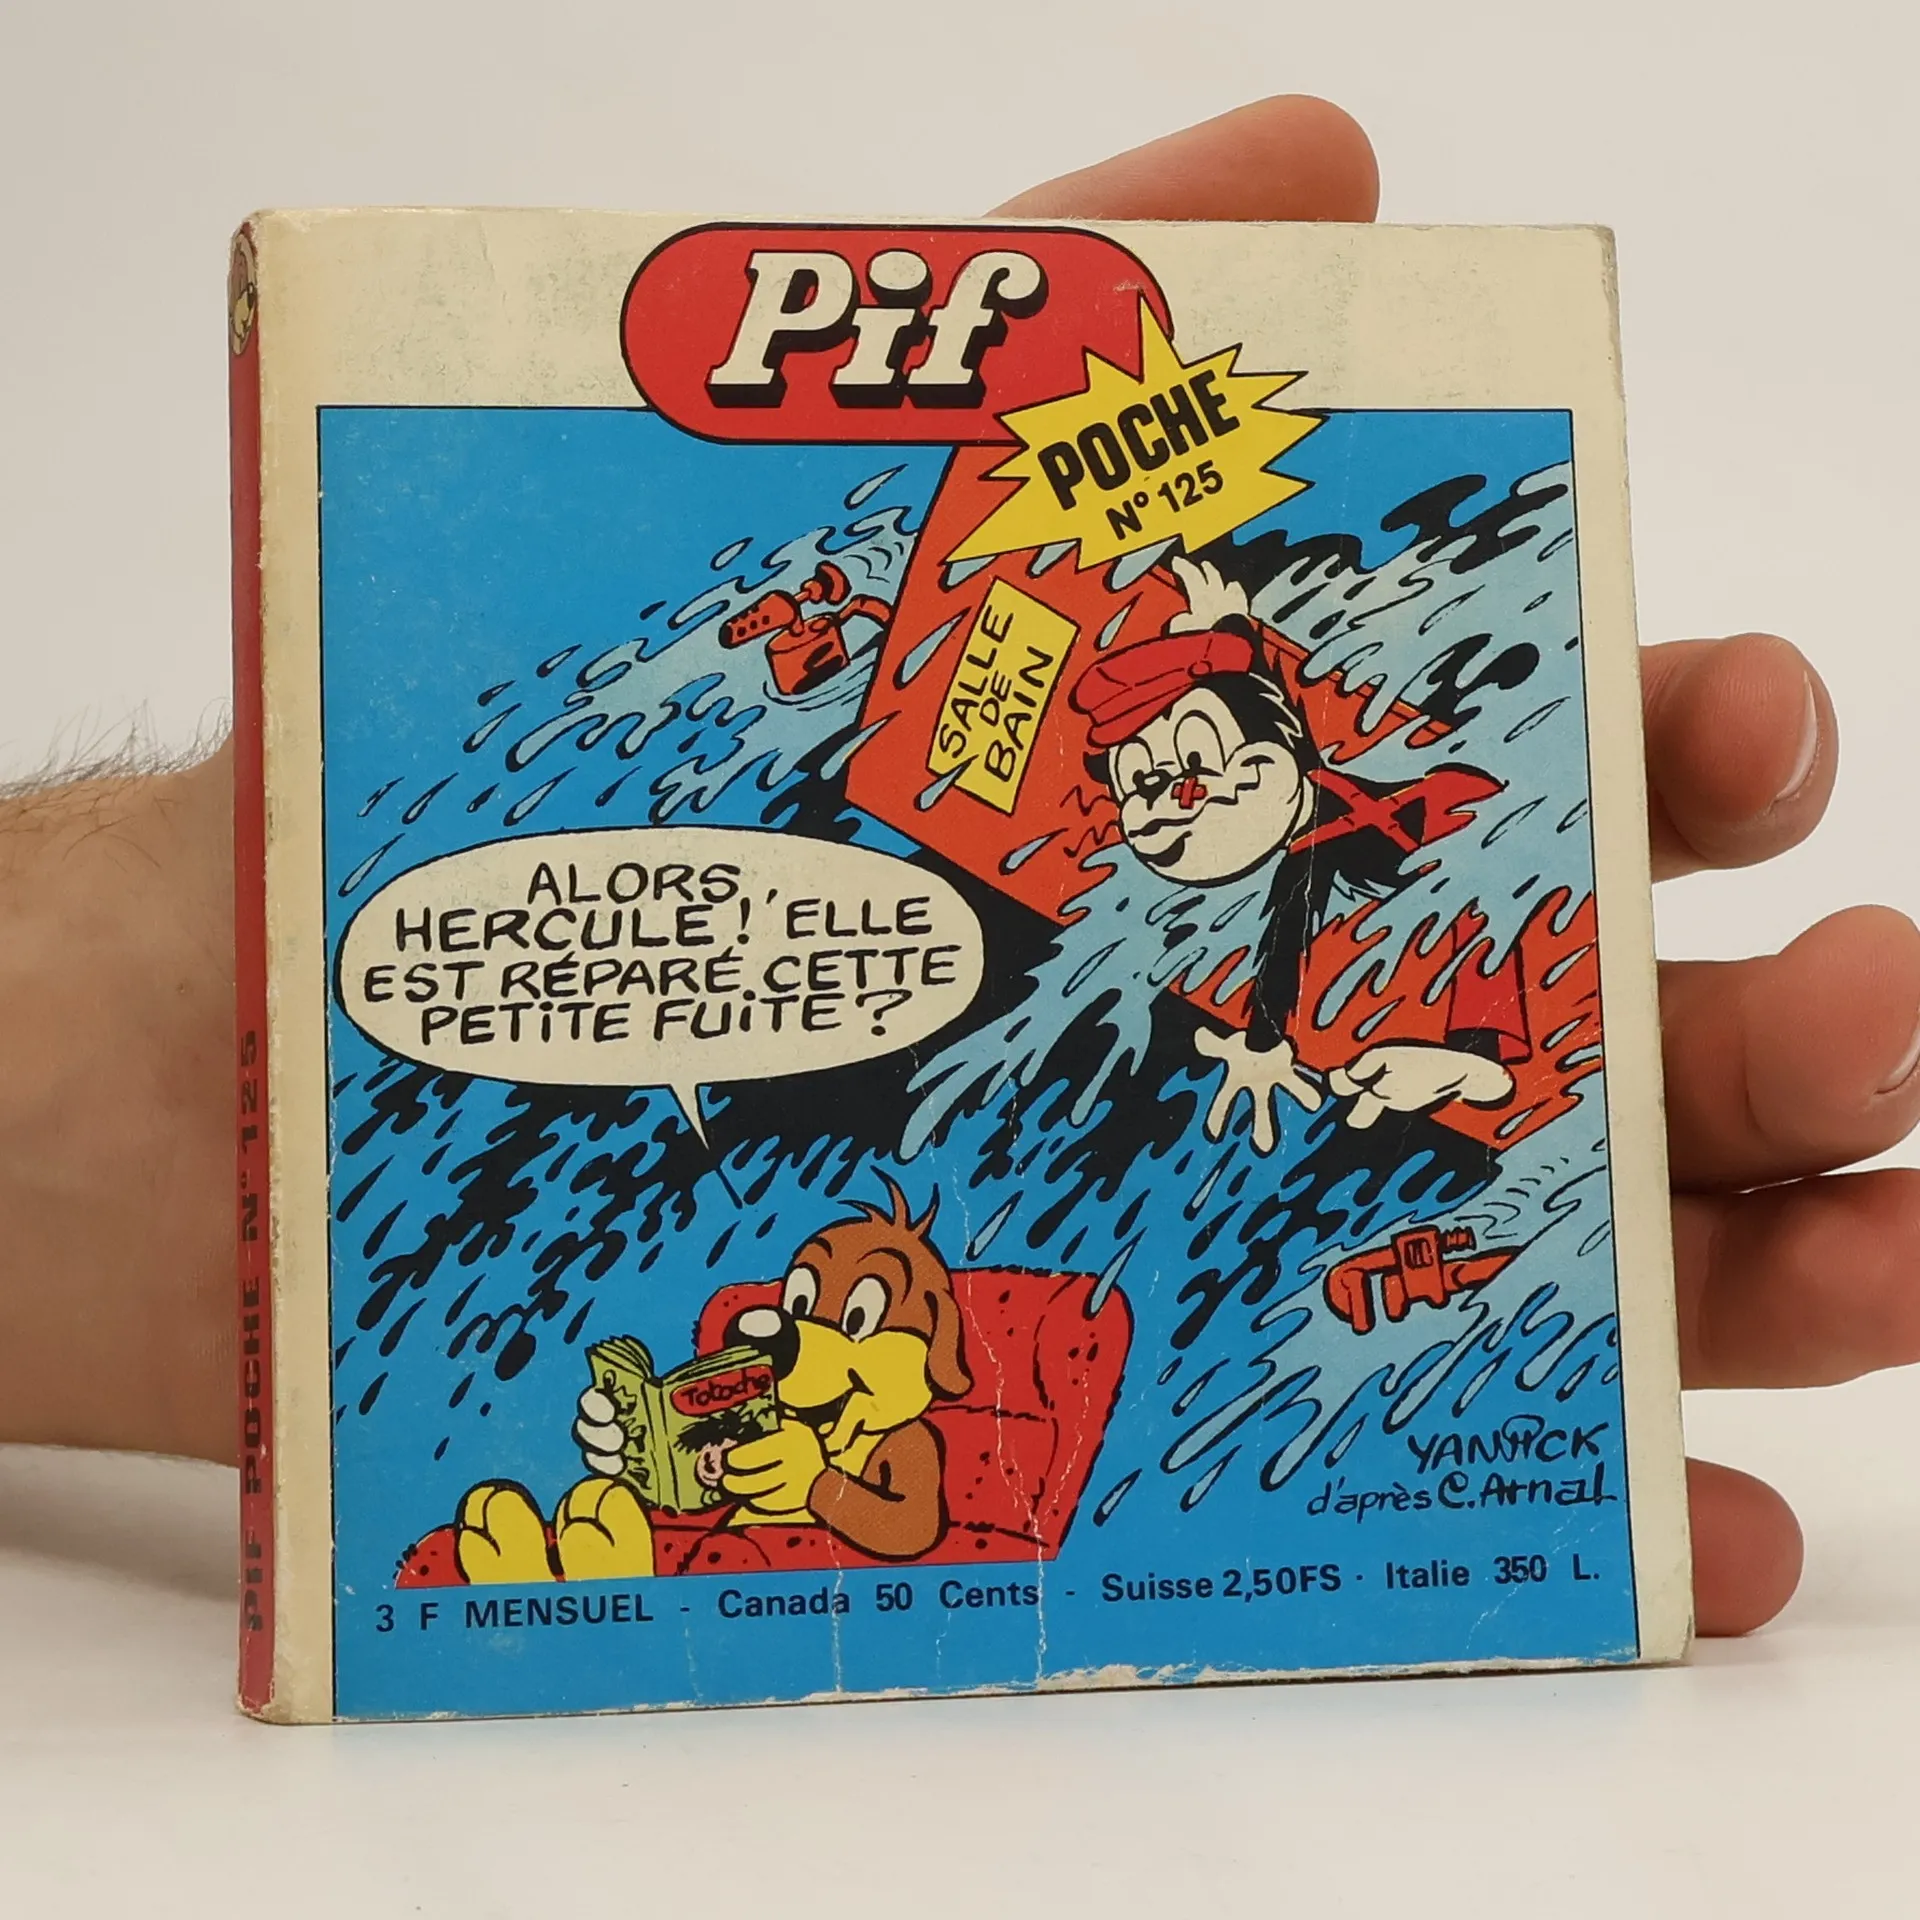 Pif
POCHE
N° 125
SALLE
DE
BAIN
ALORS,
HERCULE! ELLE
EST RÉPARÉ CETTE
PETiTE FUiTE?
Totoche
YANNICK
d'après C. Arnal
3 F MENSUEL - Canada 50 Cents - Suisse 2,50FS · Italie 350 L.
PIF POCHE N° 125